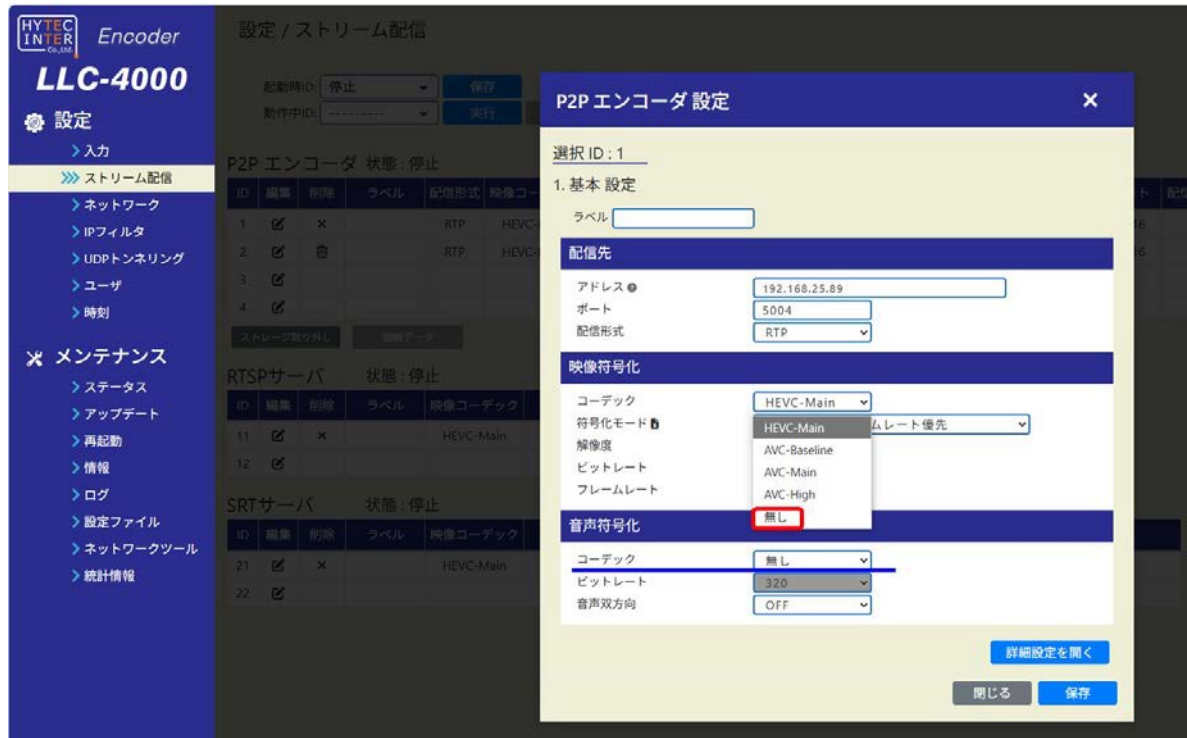 HYTEC
INTER
Co.,Ltd.
Encoder
LLC-4000
設定
入力
ストリーム配信
ネットワーク
IPフィルタ
UDPトンネリング
ユーザ
時刻
メンテナンス
ステータス
アップデート
再起動
情報
ログ
設定ファイル
ネットワークツール
統計情報
設定 / ストリーム配信
起動時ID: 停止 保存
動作中ID: --------- 実行
P2P エンコーダ 状態 : 停止
ID 編集 削除 ラベル 配信形式 映像コー
1 RTP HEVC-
2 RTP HEVC-
3
4
ストレージ取り外し
RTSPサーバ 状態 : 停止
ID 編集 削除 ラベル 映像コーデック
11 HEVC-Main
12
SRTサーバ 状態 : 停止
ID 編集 削除 ラベル 映像コーデック
21 HEVC-Main
22
P2P エンコーダ 設定 ×
選択 ID : 1
1. 基本 設定
ラベル
配信先
アドレス 192.168.25.89
ポート 5004
配信形式 RTP
映像符号化
コーデック HEVC-Main
符号化モード ムレート優先
解像度
ビットレート
フレームレート
HEVC-Main
AVC-Baseline
AVC-Main
AVC-High
無し
音声符号化
コーデック 無し
ビットレート 320
音声双方向 OFF
詳細設定を開く
閉じる 保存